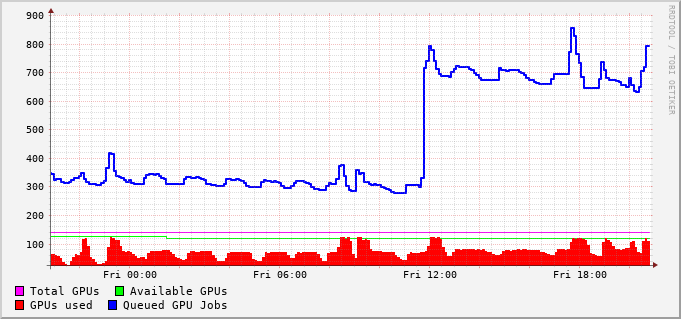 900
800
700
600
500
400
300
200
100
Fri 00:00 Fri 06:00 Fri 12:00 Fri 18:00
Total GPUs Available GPUs
GPUs used Queued GPU Jobs
RRDTOOL / TOBI OETIKER